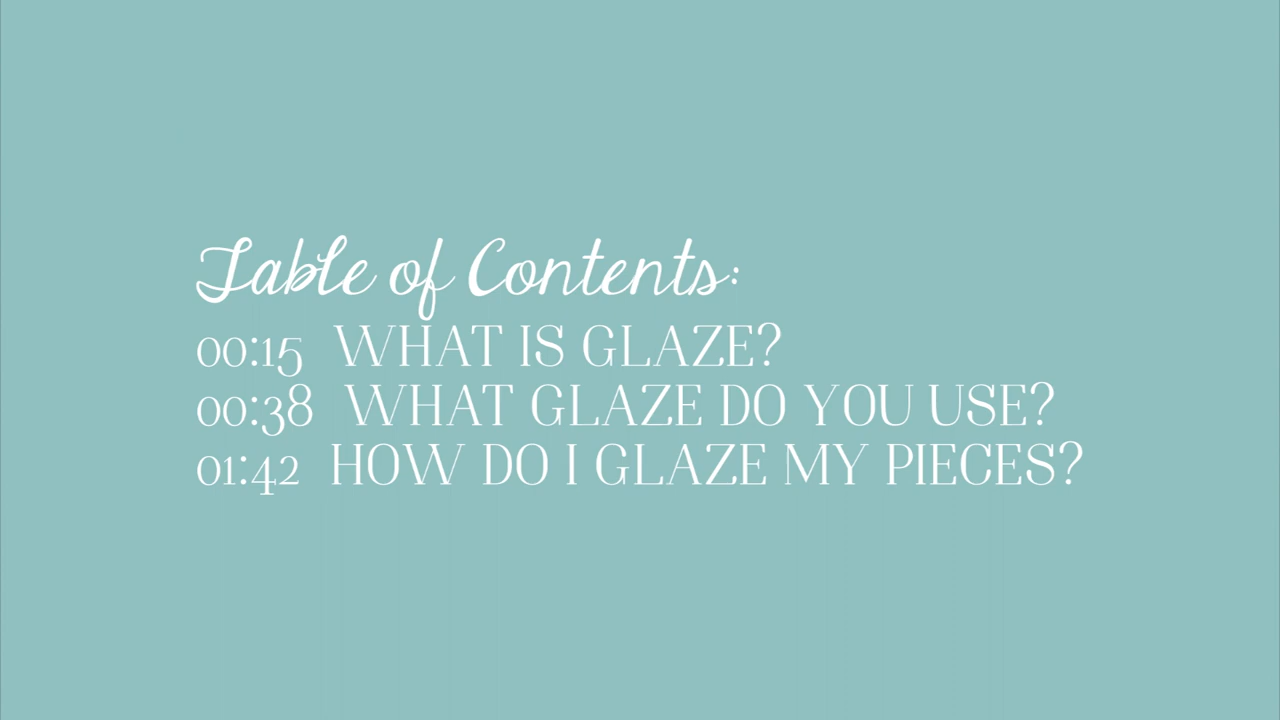 Table of Contents:
00:15 WHAT IS GLAZE?
00:38 WHAT GLAZE DO YOU USE?
01:42 HOW DO I GLAZE MY PIECES?